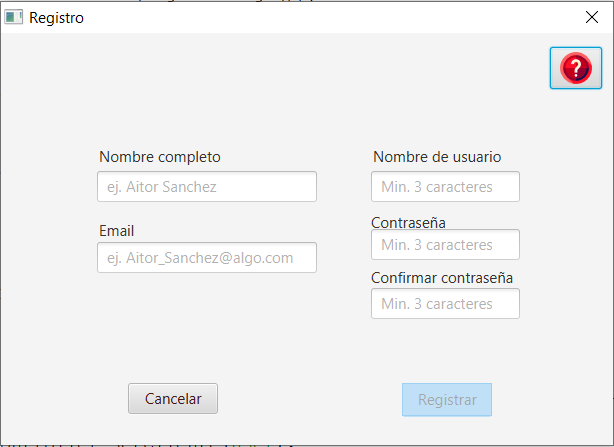 Registro
?
Nombre completo
ej. Aitor Sanchez
Email
ej. Aitor_Sanchez@algo.com
Nombre de usuario
Min. 3 caracteres
Contraseña
Min. 3 caracteres
Confirmar contraseña
Min. 3 caracteres
Cancelar
Registrar